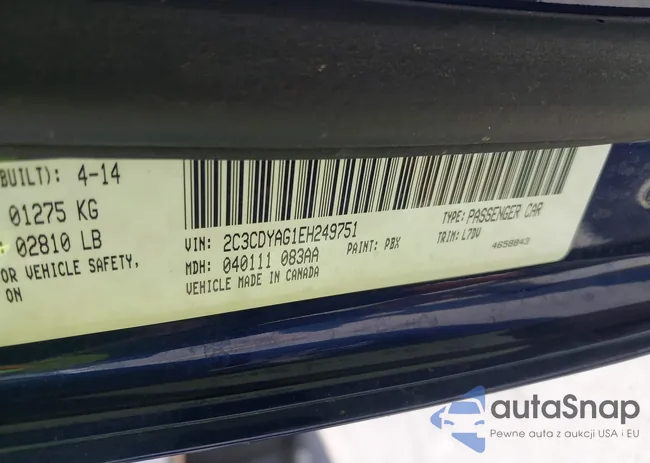 (BUILT): 4-14
01275 KG
02810 LB
OR VEHICLE SAFETY,
ON
VIN: 2C3CDYAG1EH249751
TYPE: PASSENGER CAR
MDH: 040111 083AA
PAINT: PBX
TRIM: L7DV
VEHICLE MADE IN CANADA
4658843
autaSnap
Pewne auta z aukcji USA i EU